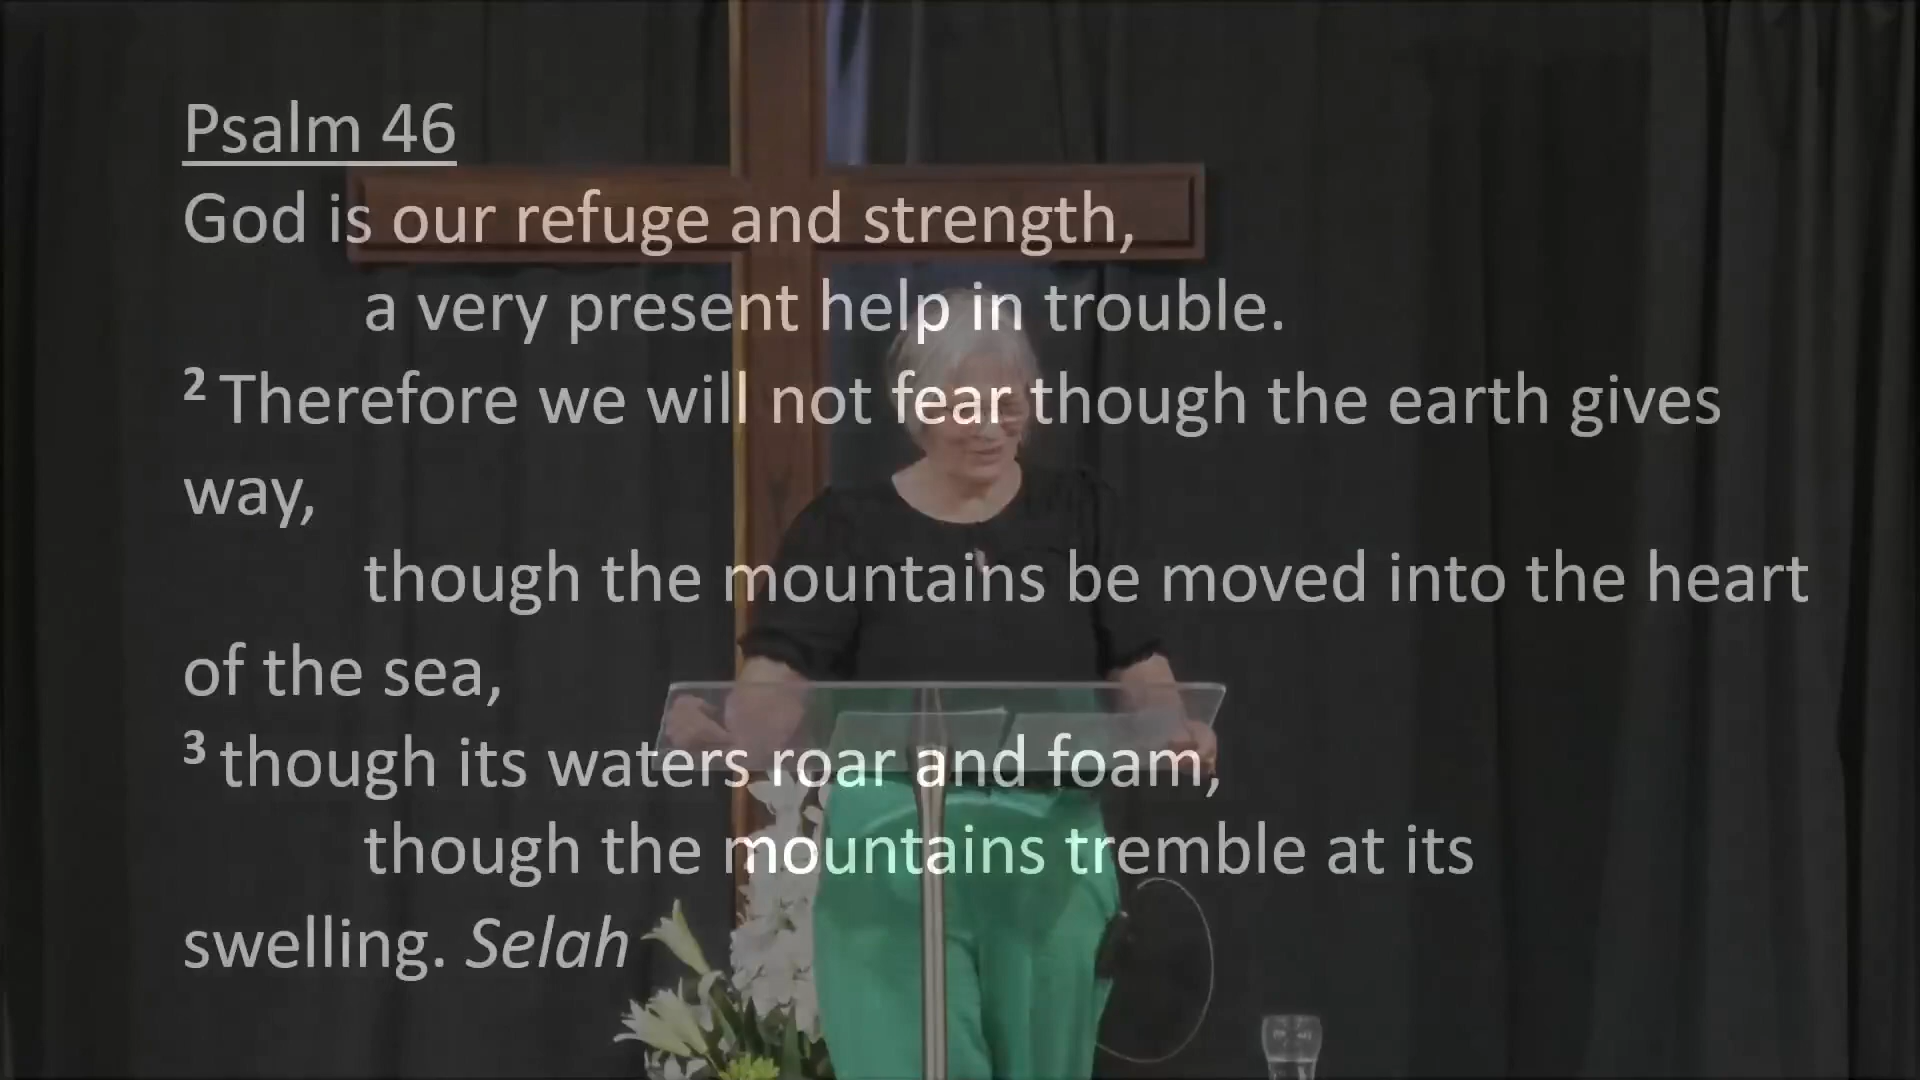 Psalm 46
God is our refuge and strength,
a very present help in trouble.
2 Therefore we will not fear though the earth gives
way,
though the mountains be moved into the heart
of the sea,
3 though its waters roar and foam,
though the mountains tremble at its
swelling. Selah